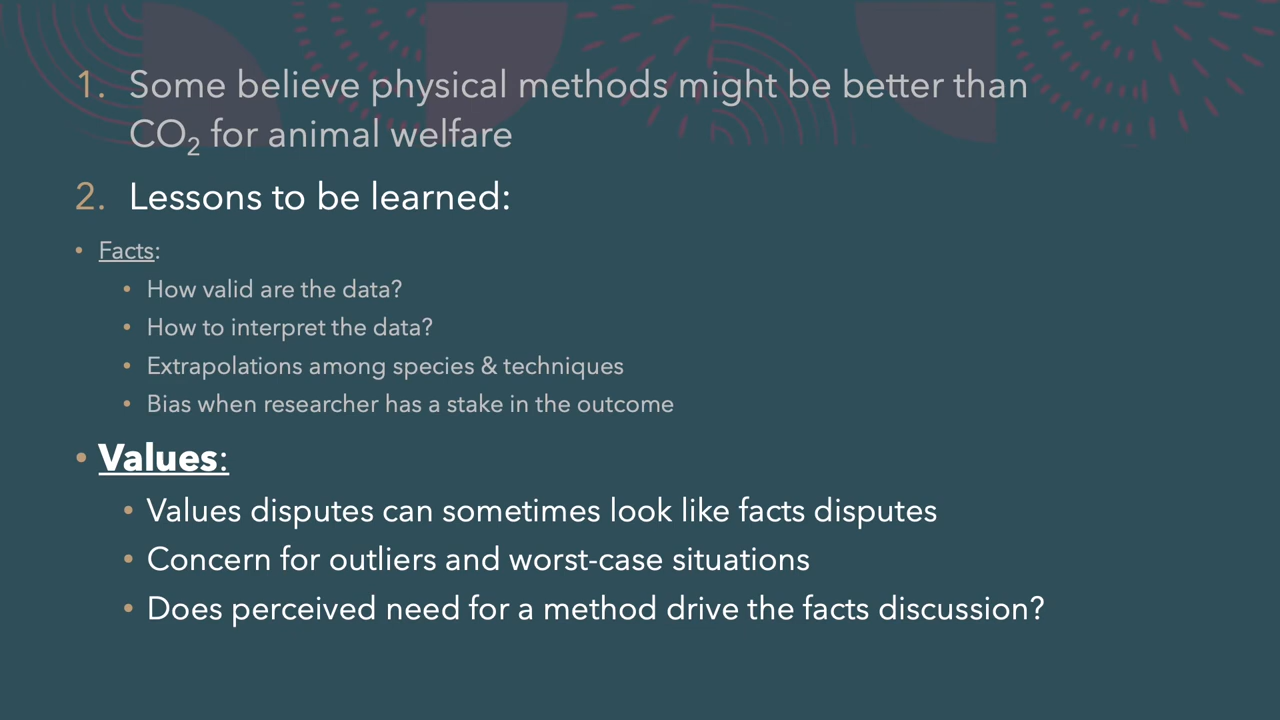 1. Some believe physical methods might be better than
CO₂ for animal welfare
2. Lessons to be learned:
• Facts:
• How valid are the data?
• How to interpret the data?
• Extrapolations among species & techniques
• Bias when researcher has a stake in the outcome
• Values:
• Values disputes can sometimes look like facts disputes
• Concern for outliers and worst-case situations
• Does perceived need for a method drive the facts discussion?